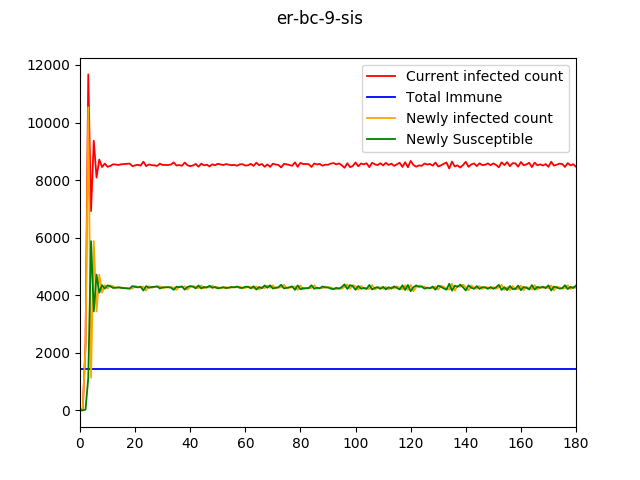 er-bc-9-sis
12000
10000
8000
6000
4000
2000
0
Current infected count
Total Immune
Newly infected count
Newly Susceptible
0 20 40 60 80 100 120 140 160 180